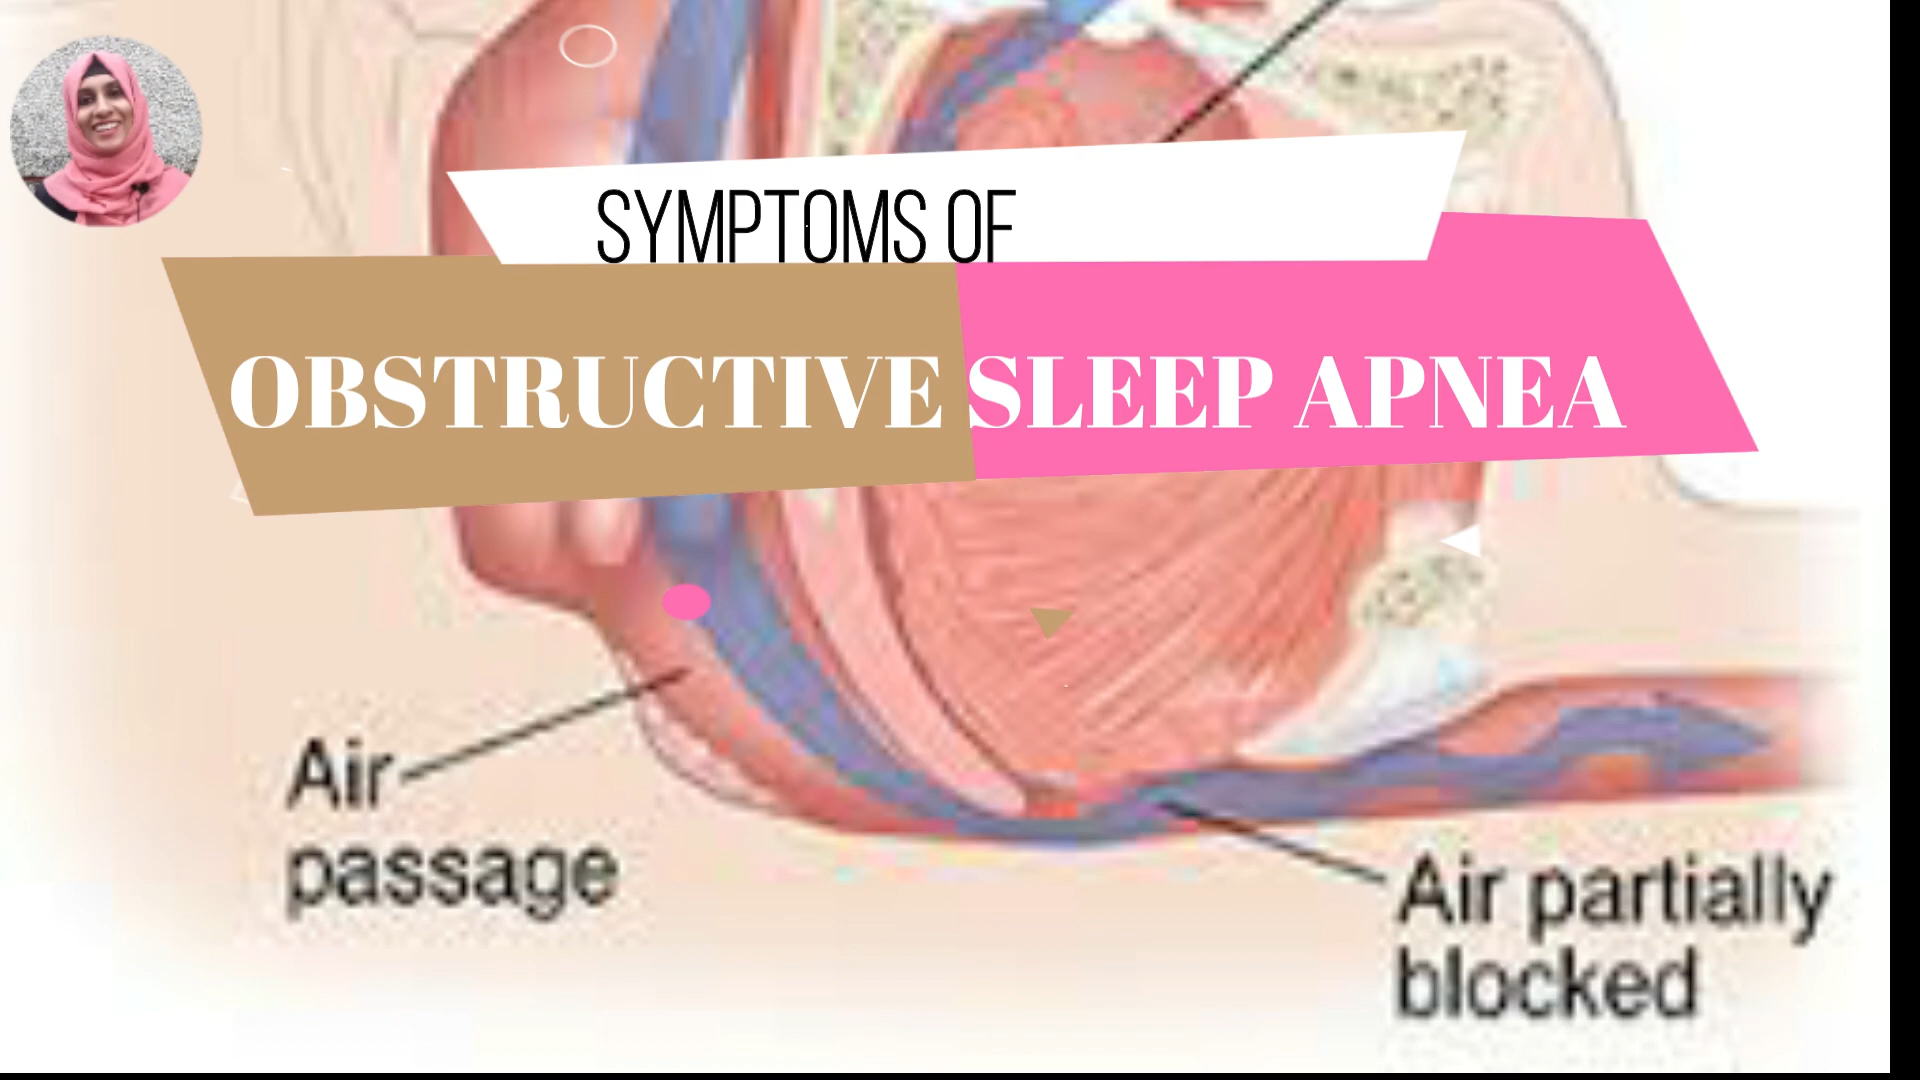 SYMPTOMS OF
OBSTRUCTIVE SLEEP APNEA
Air
passage
Air partially
blocked